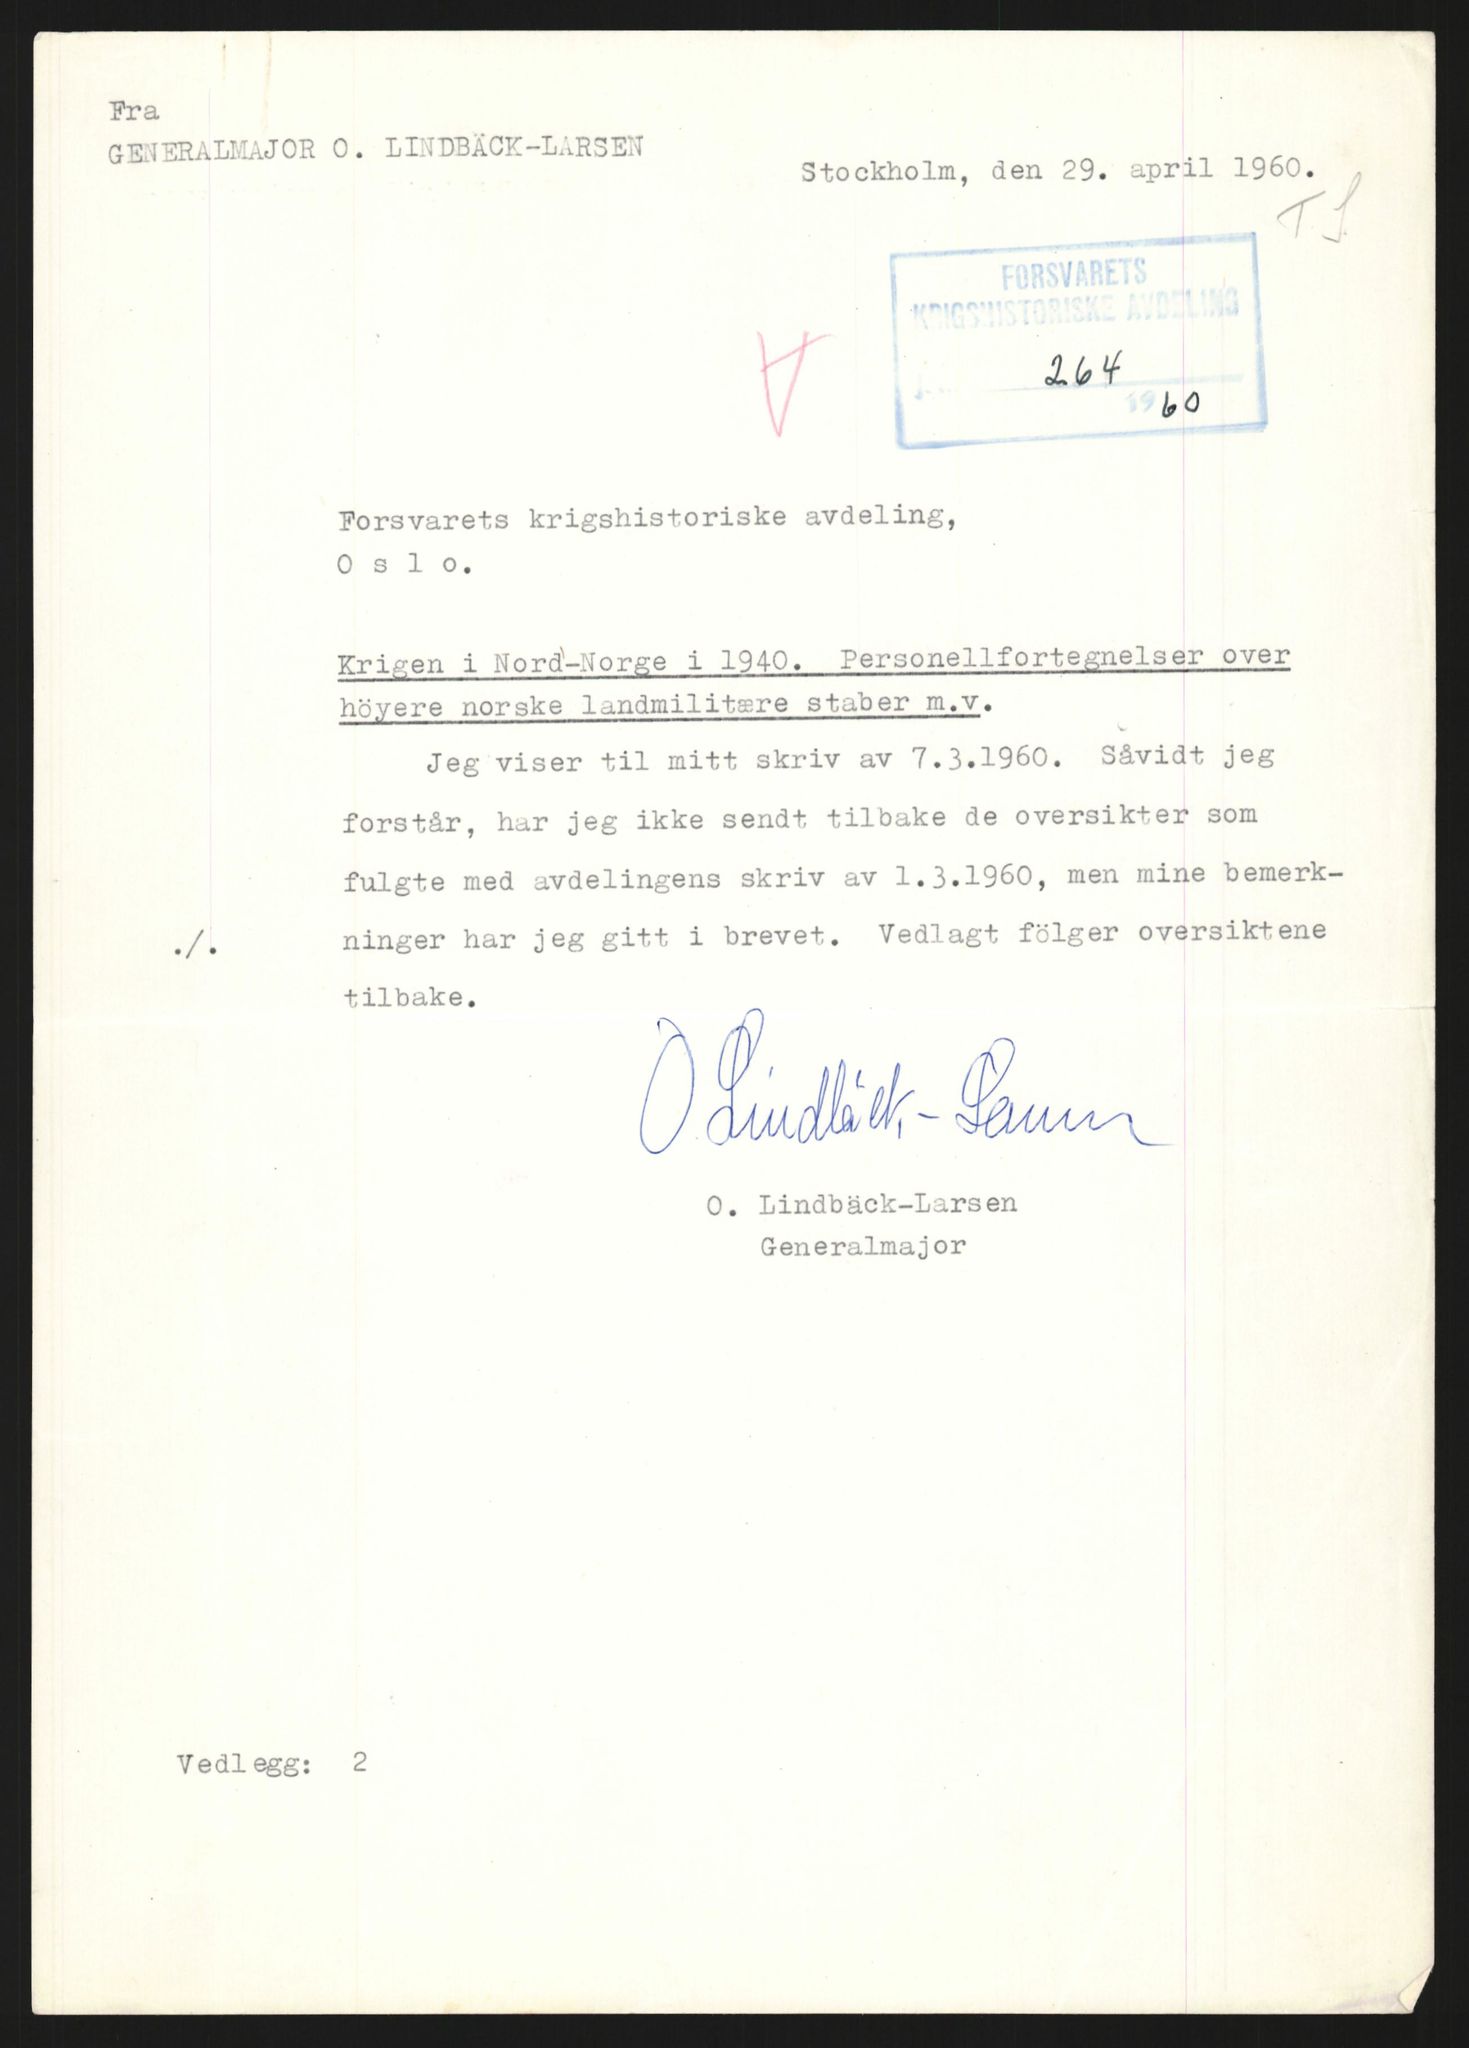 Fra
GENERALMAJOR O. LINDBÄCK-LARSEN
Stockholm, den 29. april 1960.
T.S.
FORSVARETS
KRIGSHISTORISKE AVDELING
264
1960
Forsvarets krigshistoriske avdeling,
O s l o.
Krigen i Nord-Norge i 1940. Personellfortegnelser over
höyere norske landmilitære staber m.v.
Jeg viser til mitt skriv av 7.3.1960. Såvidt jeg
forstår, har jeg ikke sendt tilbake de oversikter som
fulgte med avdelingens skriv av 1.3.1960, men mine bemerk-
./. ninger har jeg gitt i brevet. Vedlagt fölger oversiktene
tilbake.
O Lindbäck-Larsen
O. Lindbäck-Larsen
Generalmajor
Vedlegg: 2